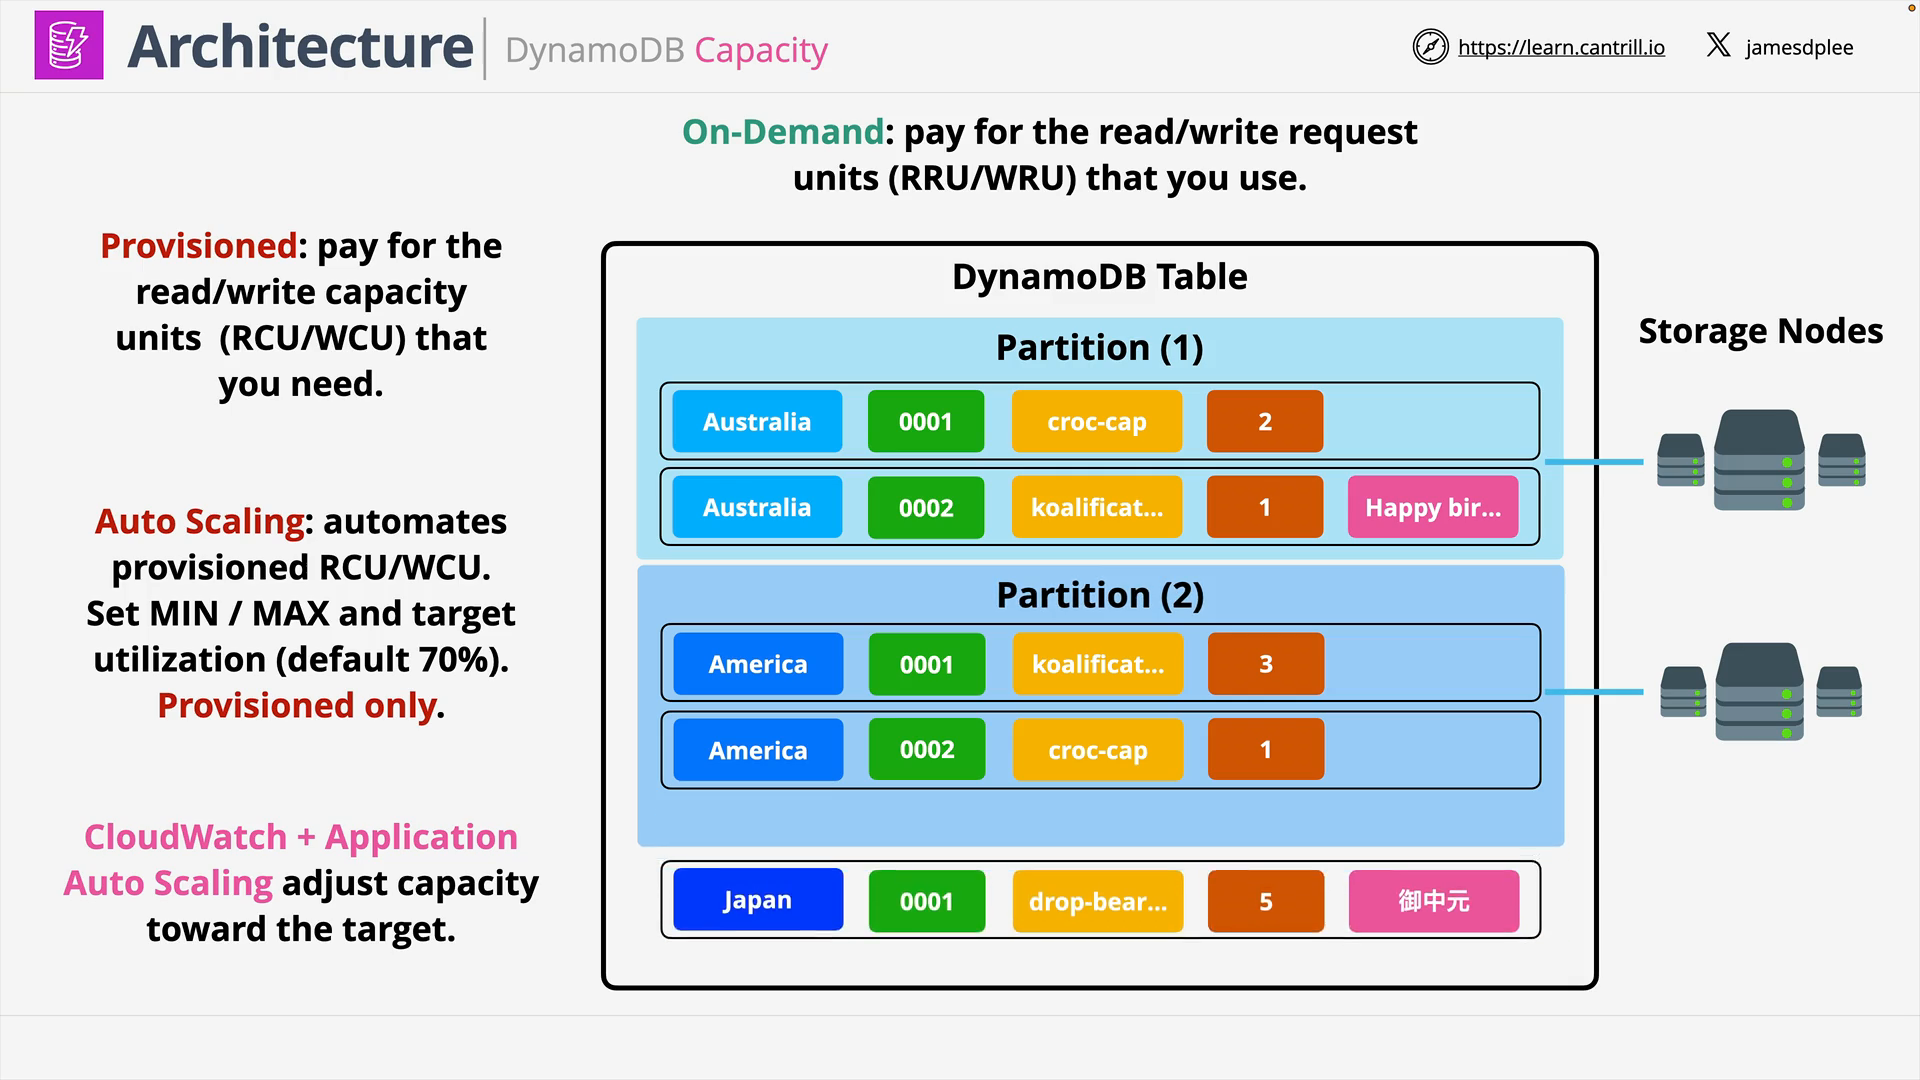 Architecture
DynamoDB Capacity
https://learn.cantrill.io
jamesdplee
On-Demand: pay for the read/write request
units (RRU/WRU) that you use.
Provisioned: pay for the
read/write capacity
units (RCU/WCU) that
you need.
Auto Scaling: automates
provisioned RCU/WCU.
Set MIN / MAX and target
utilization (default 70%).
Provisioned only.
CloudWatch + Application
Auto Scaling adjust capacity
toward the target.
DynamoDB Table
Partition (1)
Australia 0001 croc-cap 2
Australia 0002 koalificat... 1 Happy bir...
Partition (2)
America 0001 koalificat... 3
America 0002 croc-cap 1
Japan 0001 drop-bear... 5 御中元
Storage Nodes